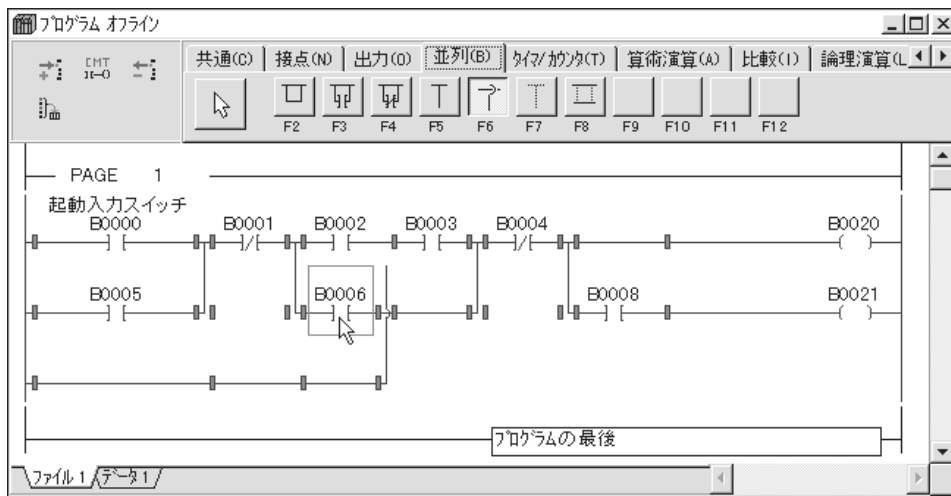 プログラム オフライン
共通(C) 接点(N) 出力(O) 並列(B) タイマ/カウンタ(T) 算術演算(A) 比較(I) 論理演算(L
CMT
F2 F3 F4 F5 F6 F7 F8 F9 F10 F11 F12
PAGE 1
起動入力スイッチ
B0000 B0001 B0002 B0003 B0004 B0020
B0005 B0006 B0008 B0021
プログラムの最後
ファイル 1 データ 1